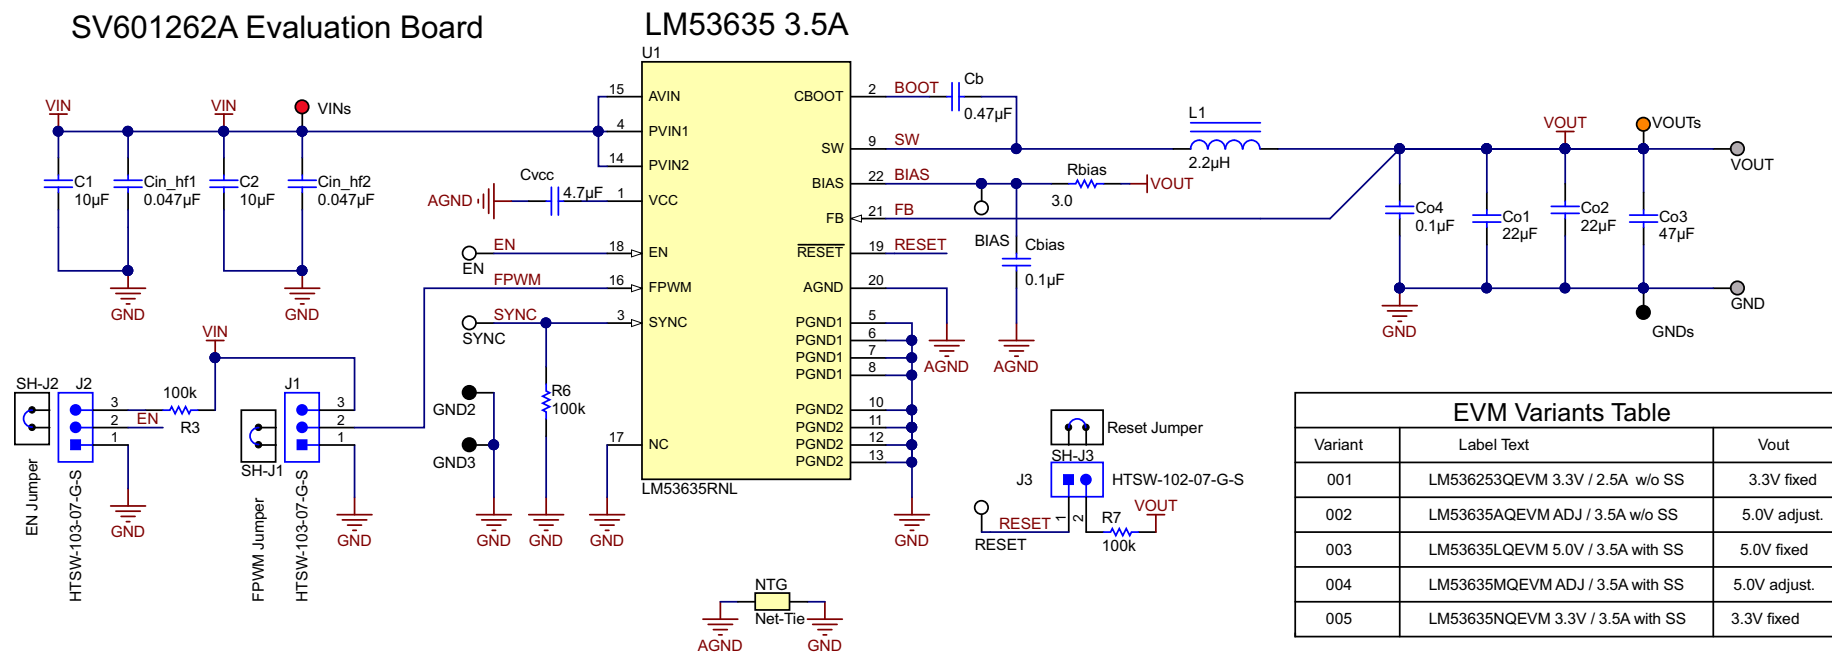 SV601262A Evaluation Board
LM53635 3.5A
U1
VIN
VIN
VINs
C1
10µF
Cin_hf1
0.047µF
C2
10µF
Cin_hf2
0.047µF
GND
GND
15
AVIN
4
PVIN1
14
PVIN2
1
VCC
18
EN
16
FPWM
3
SYNC
17
NC
CBOOT
2
SW
9
BIAS
22
FB
21
RESET
19
AGND
20
PGND1
5
PGND1
6
PGND1
7
PGND1
8
PGND2
10
PGND2
11
PGND2
12
PGND2
13
LM53635RNL
AGND
Cvcc
4.7µF
EN
EN
FPWM
SYNC
SYNC
R6
100k
GND2
GND3
GND
GND
GND
BOOT
Cb
0.47µF
SW
L1
2.2µH
BIAS
Rbias
3.0
VOUT
FB
BIAS
Cbias
0.1µF
RESET
AGND
AGND
GND
VOUT
VOUTs
VOUT
Co4
0.1µF
Co1
22µF
Co2
22µF
Co3
47µF
GND
GNDs
GND
VIN
SH-J2
J2
3
2
1
100k
R3
EN
EN Jumper
HTSW-103-07-G-S
GND
SH-J1
J1
3
2
1
FPWM Jumper
HTSW-103-07-G-S
GND
Reset Jumper
SH-J3
J3
HTSW-102-07-G-S
1
2
RESET
RESET
R7
100k
VOUT
NTG
Net-Tie
AGND
GND
EVM Variants Table
Variant Label Text Vout
001 LM536253QEVM 3.3V / 2.5A w/o SS 3.3V fixed
002 LM53635AQEVM ADJ / 3.5A w/o SS 5.0V adjust.
003 LM53635LQEVM 5.0V / 3.5A with SS 5.0V fixed
004 LM53635MQEVM ADJ / 3.5A with SS 5.0V adjust.
005 LM53635NQEVM 3.3V / 3.5A with SS 3.3V fixed